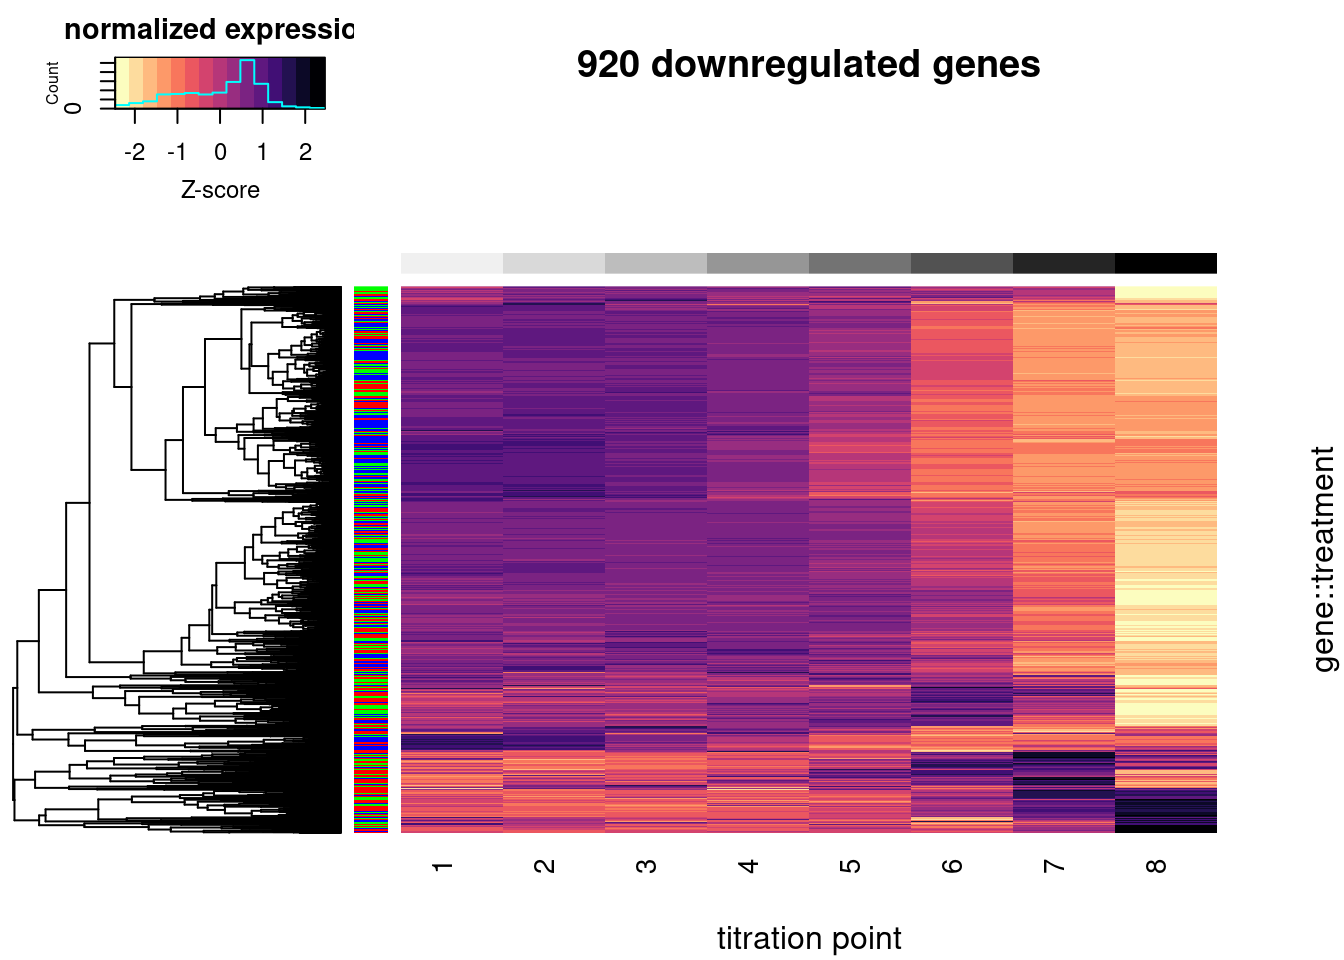 normalized expressio
920 downregulated genes
Count
0
-2 -1 0 1 2
Z-score
gene::treatment
1 2 3 4 5 6 7 8
titration point